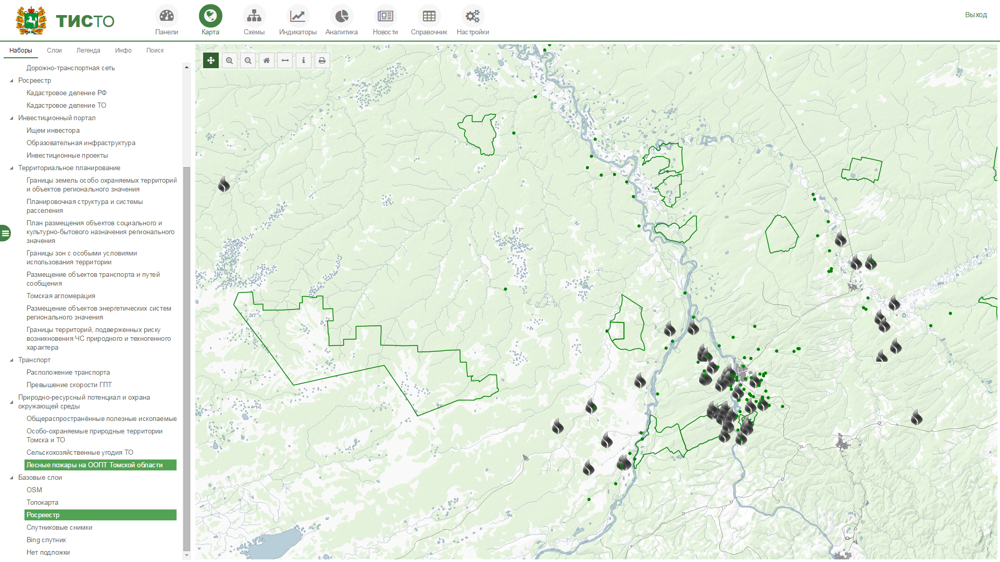 ТИСТО
Панели
Карта
Схемы
Индикаторы
Аналитика
Новости
Справочник
Настройки
Выход
Наборы
Слои
Легенда
Инфо
Поиск
Дорожно-транспортная сеть
Росреестр
Кадастровое деление РФ
Кадастровое деление ТО
Инвестиционный портал
Ищем инвестора
Образовательная инфраструктура
Инвестиционные проекты
Территориальное планирование
Границы земель особо охраняемых территорий
и объектов регионального значения
Планировочная структура и системы
расселения
План размещения объектов социального и
культурно-бытового назначения регионального
значения
Границы зон с особыми условиями
использования территории
Размещение объектов транспорта и путей
сообщения
Томская агломерация
Размещение объектов энергетических систем
регионального значения
Границы территорий, подверженных риску
возникновения ЧС природного и техногенного
характера
Транспорт
Расположение транспорта
Превышение скорости ГПТ
Природно-ресурсный потенциал и охрана
окружающей среды
Общераспространённые полезные ископаемые
Особо-охраняемые природные территории
Томска и ТО
Сельскохозяйственные угодия ТО
Лесные пожары на ООПТ Томской области
Базовые слои
OSM
Топокарта
Росреестр
Спутниковые снимки
Bing спутник
Нет подложки